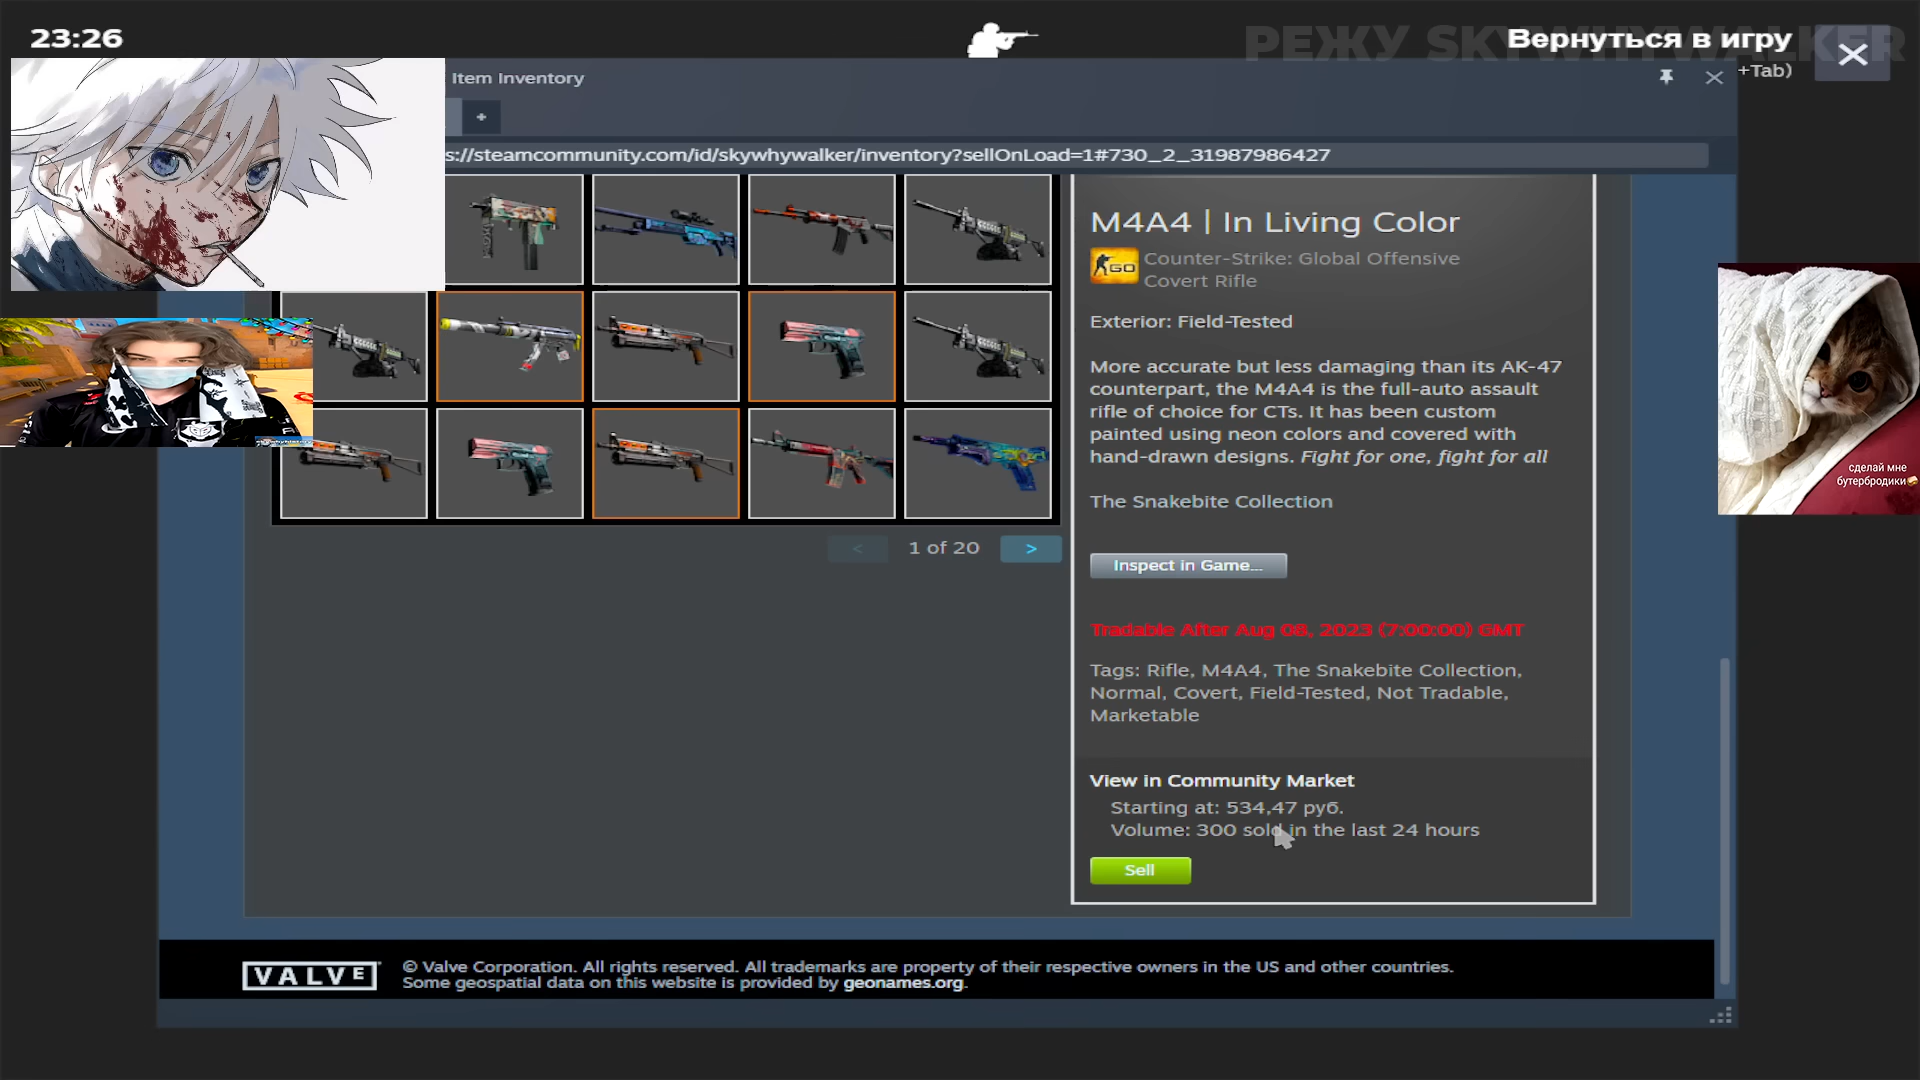 23:26
РЕЖУ SKYWHYWALKER
Вернуться в игру
+Tab)
Item Inventory
+
s://steamcommunity.com/id/skywhywalker/inventory?sellOnLoad=1#730_2_31987986427
M4A4 | In Living Color
GO
Counter-Strike: Global Offensive
Covert Rifle
Exterior: Field-Tested
More accurate but less damaging than its AK-47
counterpart, the M4A4 is the full-auto assault
rifle of choice for CTs. It has been custom
painted using neon colors and covered with
hand-drawn designs. Fight for one, fight for all
The Snakebite Collection
сделай мне
бутербродики
< 1 of 20 >
Inspect in Game...
Tradable After Aug 08, 2023 (7:00:00) GMT
Tags: Rifle, M4A4, The Snakebite Collection,
Normal, Covert, Field-Tested, Not Tradable,
Marketable
View in Community Market
Starting at: 534,47 руб.
Volume: 300 sold in the last 24 hours
Sell
VALVE
© Valve Corporation. All rights reserved. All trademarks are property of their respective owners in the US and other countries.
Some geospatial data on this website is provided by geonames.org.